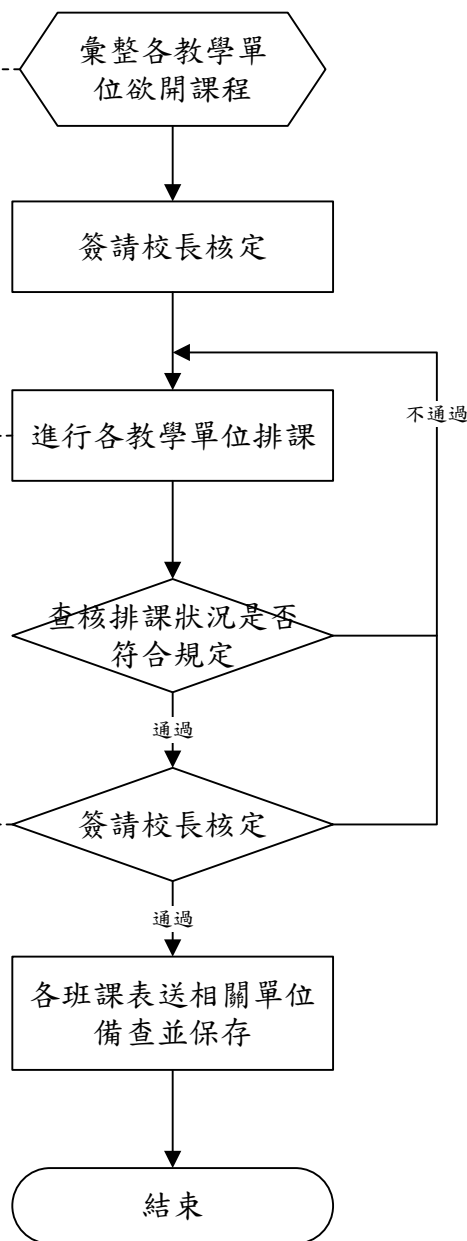 彙整各教學單
位欲開課程
簽請校長核定
進行各教學單位排課
不通過
查核排課狀況是否
符合規定
通過
簽請校長核定
通過
各班課表送相關單位
備查並保存
結束